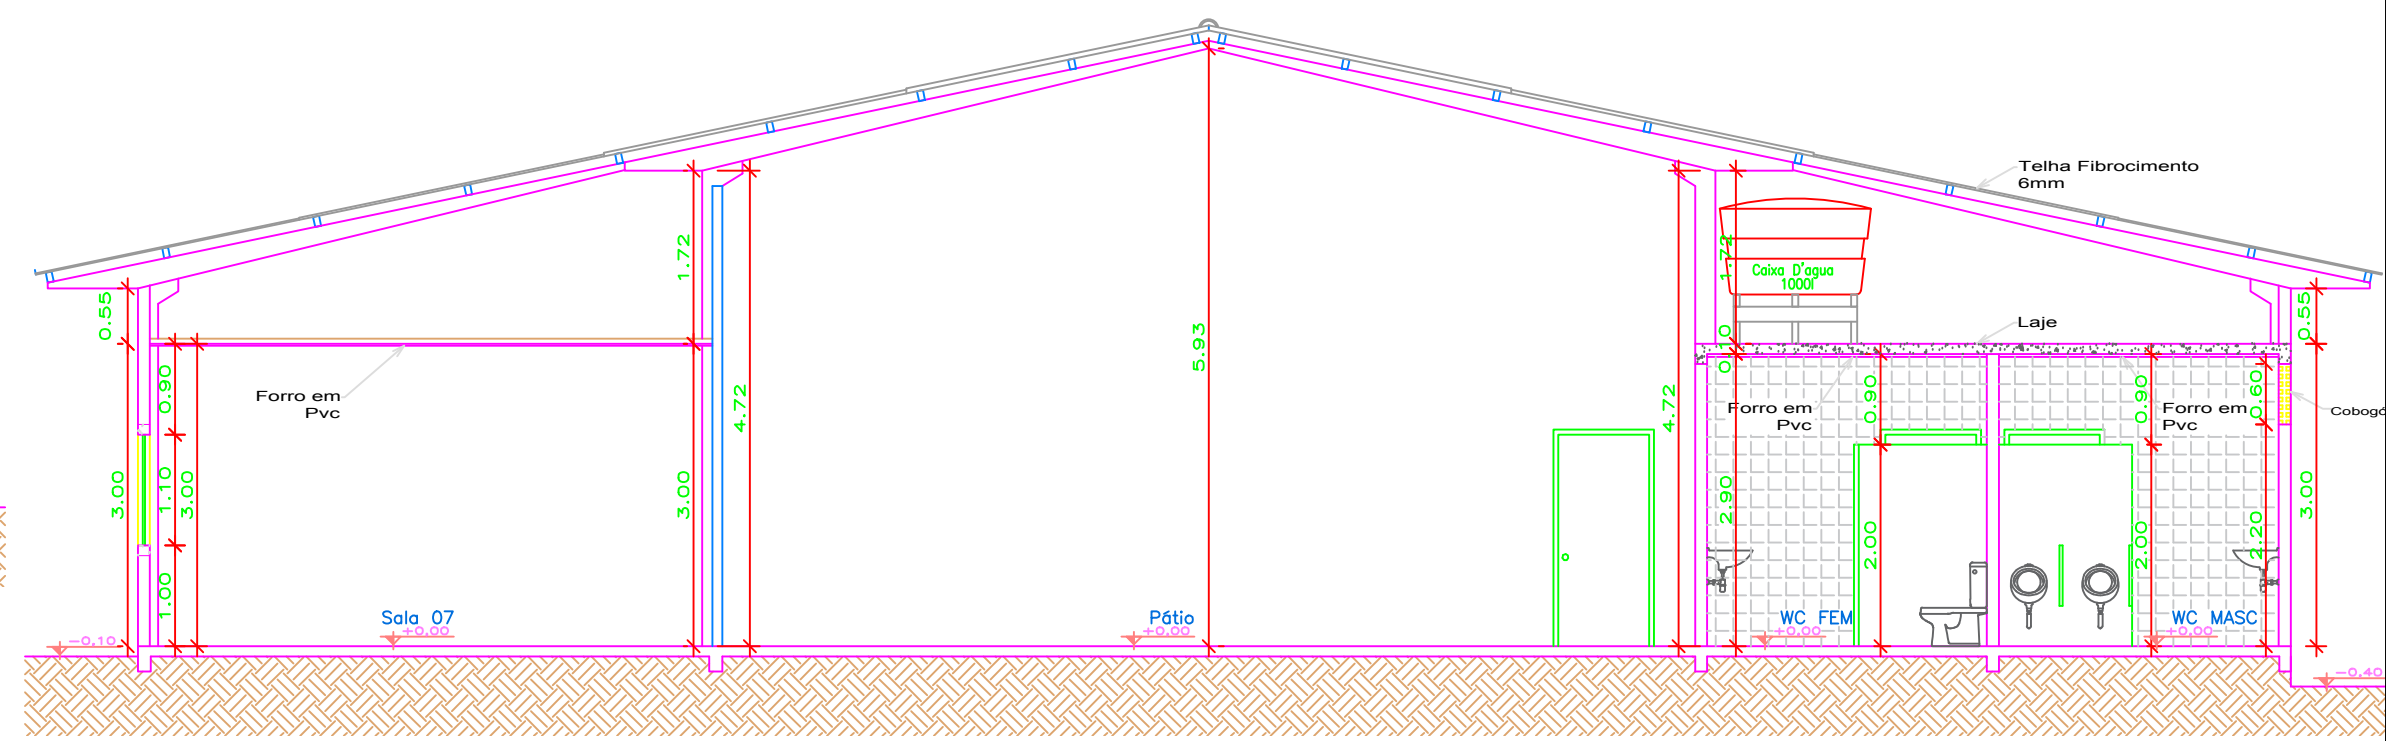 Telha Fibrocimento
6mm
1.72
1.72
0.55
Caixa D'agua
1000l
0.55
Laje
0.10
5.93
0.90
Forro em
Pvc
4.72
4.72
Forro em
Pvc
0.90
0.90
Forro em
Pvc
0.60
Cobogó
3.00
1.10
3.00
3.00
2.90
2.00
2.00
2.20
3.00
1.00
Sala 07
+0.00
Pátio
+0.00
WC FEM
+0.00
WC MASC
+0.00
-0.10
-0.40